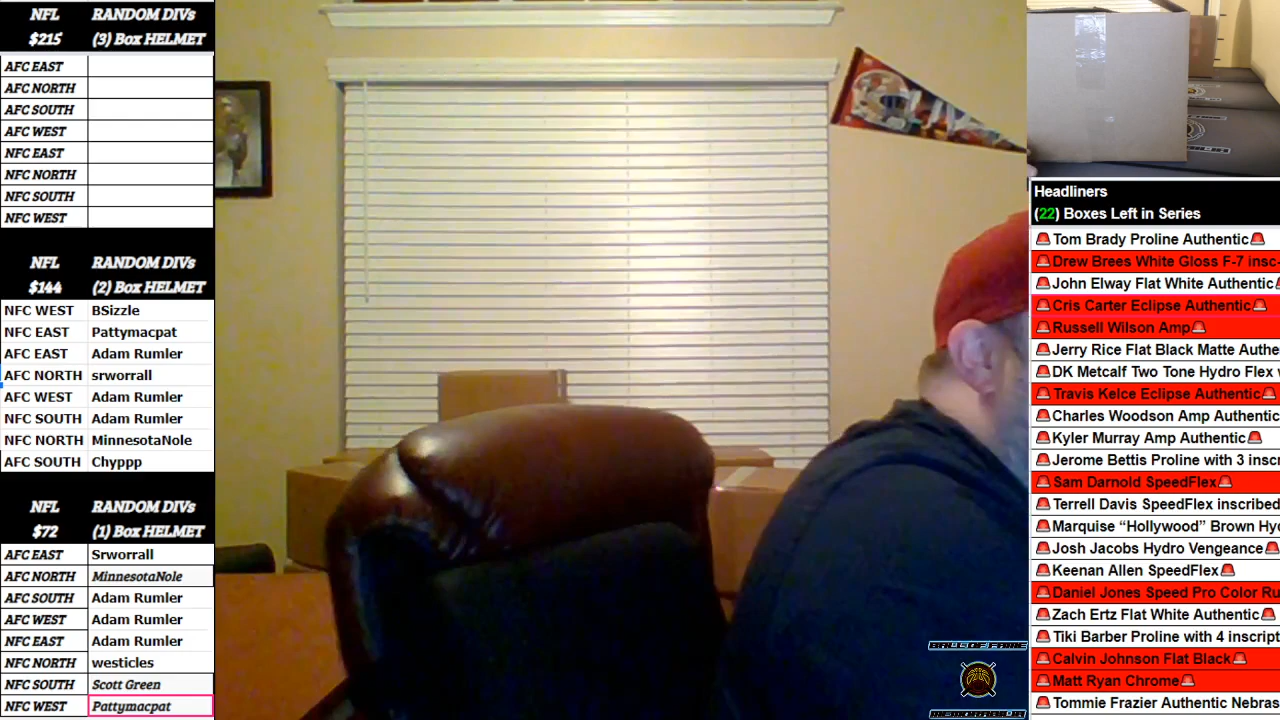 NFL RANDOM DIVs
$215 (3) Box HELMET
AFC EAST
AFC NORTH
AFC SOUTH
AFC WEST
NFC EAST
NFC NORTH
NFC SOUTH
NFC WEST
NFL RANDOM DIVs
$144 (2) Box HELMET
NFC WEST BSizzle
NFC EAST Pattymacpat
AFC EAST Adam Rumler
AFC NORTH srworrall
AFC WEST Adam Rumler
NFC SOUTH Adam Rumler
NFC NORTH MinnesotaNole
AFC SOUTH Chyppp
NFL RANDOM DIVs
$72 (1) Box HELMET
AFC EAST Srworrall
AFC NORTH MinnesotaNole
AFC SOUTH Adam Rumler
AFC WEST Adam Rumler
NFC EAST Adam Rumler
NFC NORTH westicles
NFC SOUTH Scott Green
NFC WEST Pattymacpat
BALL OF FAME
MEMORABILIA
Headliners
(22) Boxes Left in Series
Tom Brady Proline Authentic
Drew Brees White Gloss F-7 insc-
John Elway Flat White Authentic
Cris Carter Eclipse Authentic
Russell Wilson Amp
Jerry Rice Flat Black Matte Authe
DK Metcalf Two Tone Hydro Flex
Travis Kelce Eclipse Authentic
Charles Woodson Amp Authentic
Kyler Murray Amp Authentic
Jerome Bettis Proline with 3 inscr
Sam Darnold SpeedFlex
Terrell Davis SpeedFlex inscribed
Marquise “Hollywood” Brown Hy
Josh Jacobs Hydro Vengeance
Keenan Allen SpeedFlex
Daniel Jones Speed Pro Color Ru
Zach Ertz Flat White Authentic
Tiki Barber Proline with 4 inscript
Calvin Johnson Flat Black
Matt Ryan Chrome
Tommie Frazier Authentic Nebras